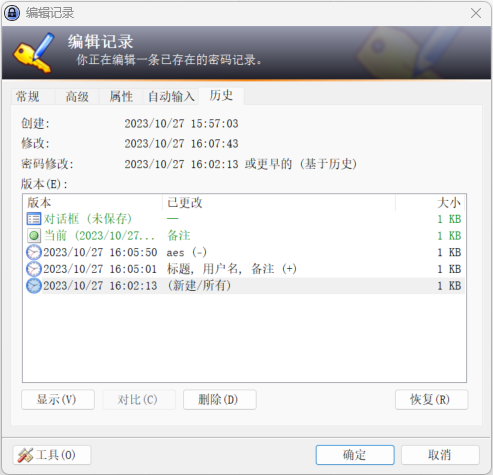 编辑记录
编辑记录
你正在编辑一条已存在的密码记录。
常规 高级 属性 自动输入 历史
创建: 2023/10/27 15:57:03
修改: 2023/10/27 16:07:43
密码修改: 2023/10/27 16:02:13 或更早的 (基于历史)
版本(E):
版本 已更改 大小
对话框 (未保存) — 1 KB
当前 (2023/10/27... 备注 1 KB
2023/10/27 16:05:50 aes (-) 1 KB
2023/10/27 16:05:01 标题, 用户名, 备注 (+) 1 KB
2023/10/27 16:02:13 (新建/所有) 1 KB
显示(V) 对比(C) 删除(D) 恢复(R)
工具(O) 确定 取消